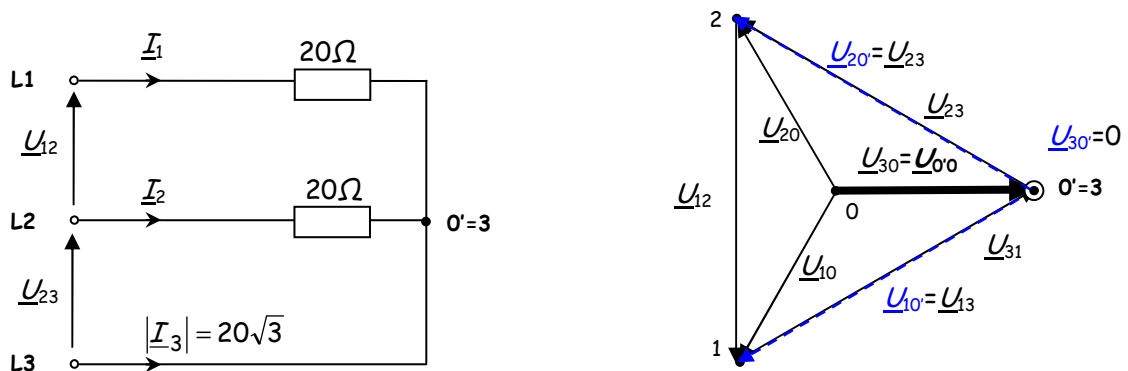 I1
20Ω
L1
U12
I2
20Ω
L2
0'=3
U23
|I3| = 20√3
L3
2
U20'=U23
U23
U20
U30'=0
U30=U0'0
U12
0
0'=3
U10
U31
U10'=U13
1